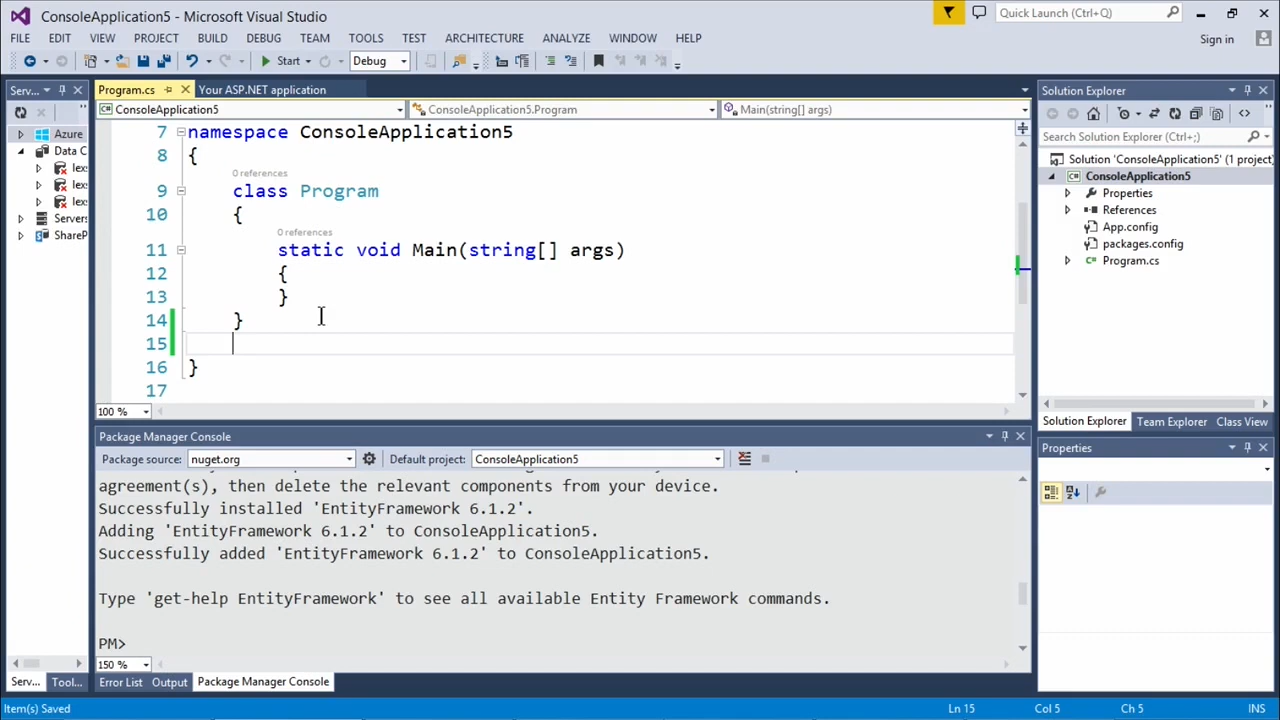 ConsoleApplication5 - Microsoft Visual Studio
Quick Launch (Ctrl+Q)
FILE EDIT VIEW PROJECT BUILD DEBUG TEAM TOOLS TEST ARCHITECTURE ANALYZE WINDOW HELP
Sign in
Start
Debug
Serv...
Azure
Data C
lex
lex
lex
Servers
ShareP
Serv... Tool...
Program.cs
Your ASP.NET application
ConsoleApplication5
ConsoleApplication5.Program
Main(string[] args)
7 namespace ConsoleApplication5
8 {
0 references
9 class Program
10 {
0 references
11 static void Main(string[] args)
12 {
13 }
14 }
15
16 }
17
100 %
Package Manager Console
Package source: nuget.org
Default project: ConsoleApplication5
agreement(s), then delete the relevant components from your device.
Successfully installed 'EntityFramework 6.1.2'.
Adding 'EntityFramework 6.1.2' to ConsoleApplication5.
Successfully added 'EntityFramework 6.1.2' to ConsoleApplication5.
Type 'get-help EntityFramework' to see all available Entity Framework commands.
PM>
150 %
Error List Output Package Manager Console
Solution Explorer
Search Solution Explorer (Ctrl+;)
Solution 'ConsoleApplication5' (1 project)
ConsoleApplication5
Properties
References
App.config
packages.config
Program.cs
Solution Explorer Team Explorer Class View
Properties
Item(s) Saved
Ln 15 Col 5 Ch 5 INS